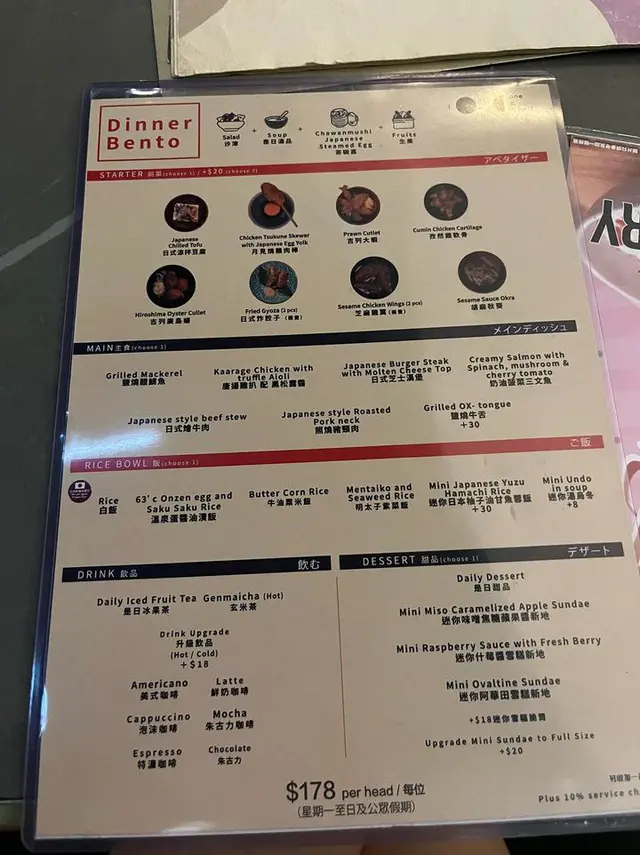 Dinner
Bento
Salad
沙津
+
Soup
是日湯品
+
Chawanmushi
Japanese
Steamed Egg
茶碗蒸
+
Fruits
生果
STARTER 前菜(choose 1) / +$20 (choose 2)
アペタイザー
Japanese
Chilled Tofu
日式涼拌豆腐
Chicken Tsukune Skewer
with Japanese Egg Yolk
月見燒雞肉棒
Prawn Cutlet
吉列大蝦
Cumin Chicken Cartilage
孜然雞軟骨
Hiroshima Oyster Cullet
吉列廣島蠔
Fried Gyoza (2 pcs)
日式炸餃子
Sesame Chicken Wings (2 pcs)
芝麻雞翼
Sesame Sauce Okra
胡麻秋葵
MAIN主食(choose 1)
メインディッシュ
Grilled Mackerel
鹽燒鯖魚
Kaarage Chicken with
truffle Aioli
唐揚雞扒 配 黑松露醬
Japanese Burger Steak
with Molten Cheese Top
日式芝士漢堡
Creamy Salmon with
Spinach, mushroom &
cherry tomato
奶油菠菜三文魚
Japanese style beef stew
日式燴牛肉
Japanese style Roasted
Pork neck
照燒豬頸肉
Grilled OX- tongue
鹽燒牛舌
+30
RICE BOWL 飯(choose 1)
ご飯
Rice
白飯
63'c Onzen egg and
Saku Saku Rice
溫泉蛋醬油漬飯
Butter Corn Rice
牛油粟米飯
Mentaiko and
Seaweed Rice
明太子紫菜飯
Mini Japanese Yuzu
Hamachi Rice
迷你日本柚子油甘魚蓉飯
+30
Mini Undo
in soup
迷你湯烏冬
+8
DRINK 飲品
飲む
Daily Iced Fruit Tea
是日冰果茶
Genmaicha (Hot)
玄米茶
Drink Upgrade
升級飲品
(Hot / Cold)
+$18
Americano
美式咖啡
Latte
鮮奶咖啡
Cappuccino
泡沫咖啡
Mocha
朱古力咖啡
Espresso
特濃咖啡
Chocolate
朱古力
DESSERT 甜品(choose 1)
デザート
Daily Dessert
是日甜品
Mini Miso Caramelized Apple Sundae
迷你味噌焦糖蘋果醬新地
Mini Raspberry Sauce with Fresh Berry
迷你什莓醬雪糕新地
Mini Ovaltine Sundae
迷你阿華田雪糕新地
+$18迷你雪糕脆筒
Upgrade Mini Sundae to Full Size
+$20
$178 per head / 每位
(星期一至日及公眾假期)
另收加一
Plus 10% service ch
RY